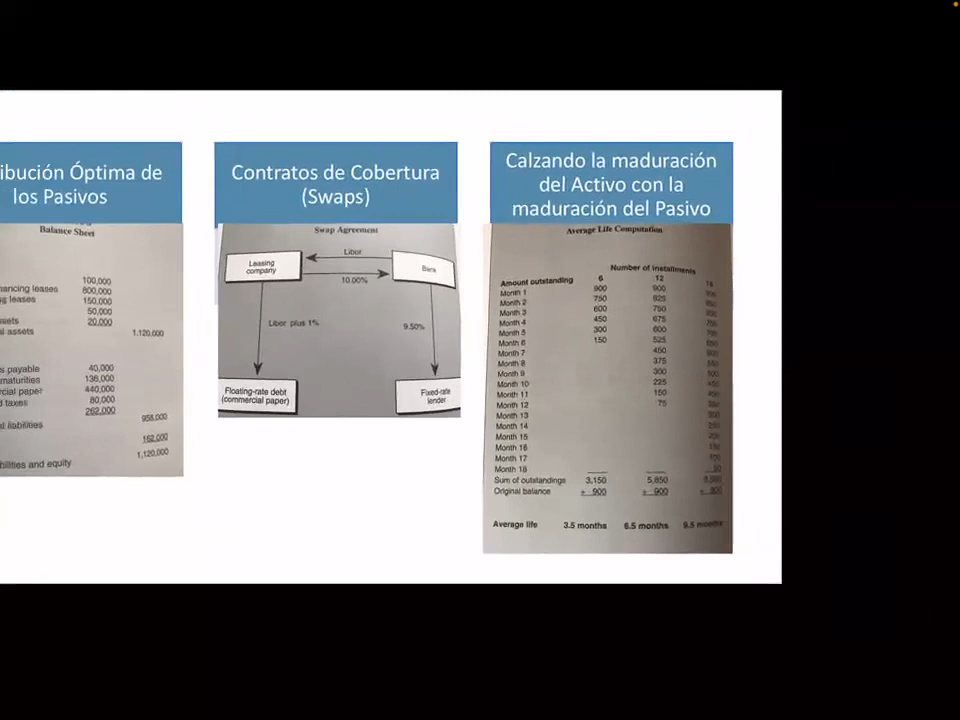 ibución Óptima de
los Pasivos
Balance Sheet
100,000
nancing leases 800,000
g leases 150,000
50,000
sets 20,000
l assets 1,120,000
s payable 40,000
maturities 136,000
cial paper 440,000
d taxes 80,000
262,000
al liabilities 958,000
162,000
bilities and equity 1,120,000
Contratos de Cobertura
(Swaps)
Swap Agreement
Leasing
company
Libor
10.00%
Bank
Libor plus 1%
9.50%
Floating-rate debt
(commercial paper)
Fixed-rate
lender
Calzando la maduración
del Activo con la
maduración del Pasivo
Average Life Computation
Number of Installments
Amount outstanding 6 12 18
Month 1 900 900 900
Month 2 750 825
Month 3 600 750
Month 4 450 675
Month 5 300 600
Month 6 150 525
Month 7 450
Month 8 375
Month 9 300
Month 10 225
Month 11 150
Month 12 75
Month 13
Month 14
Month 15
Month 16
Month 17 100
Month 18 50
Sum of outstandings 3,150 5,850
Original balance ÷ 900 ÷ 900 ÷ 900
Average life 3.5 months 6.5 months 9.5 months